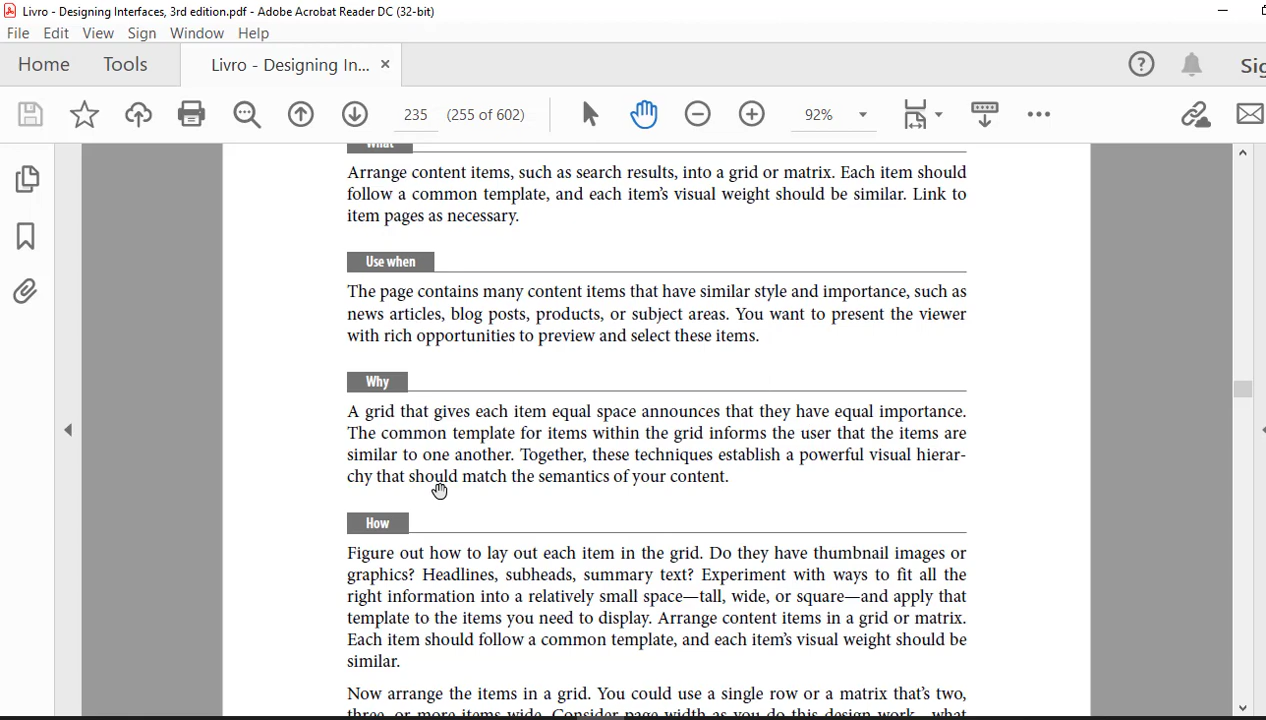 Livro - Designing Interfaces, 3rd edition.pdf - Adobe Acrobat Reader DC (32-bit)
File Edit View Sign Window Help
Home Tools Livro - Designing In... ×
235 (255 of 602) 92%
What
Arrange content items, such as search results, into a grid or matrix. Each item should
follow a common template, and each item's visual weight should be similar. Link to
item pages as necessary.
Use when
The page contains many content items that have similar style and importance, such as
news articles, blog posts, products, or subject areas. You want to present the viewer
with rich opportunities to preview and select these items.
Why
A grid that gives each item equal space announces that they have equal importance.
The common template for items within the grid informs the user that the items are
similar to one another. Together, these techniques establish a powerful visual hierar-
chy that should match the semantics of your content.
How
Figure out how to lay out each item in the grid. Do they have thumbnail images or
graphics? Headlines, subheads, summary text? Experiment with ways to fit all the
right information into a relatively small space—tall, wide, or square—and apply that
template to the items you need to display. Arrange content items in a grid or matrix.
Each item should follow a common template, and each item's visual weight should be
similar.
Now arrange the items in a grid. You could use a single row or a matrix that's two,
three, or more items wide. Consider page width as you do this design work—what